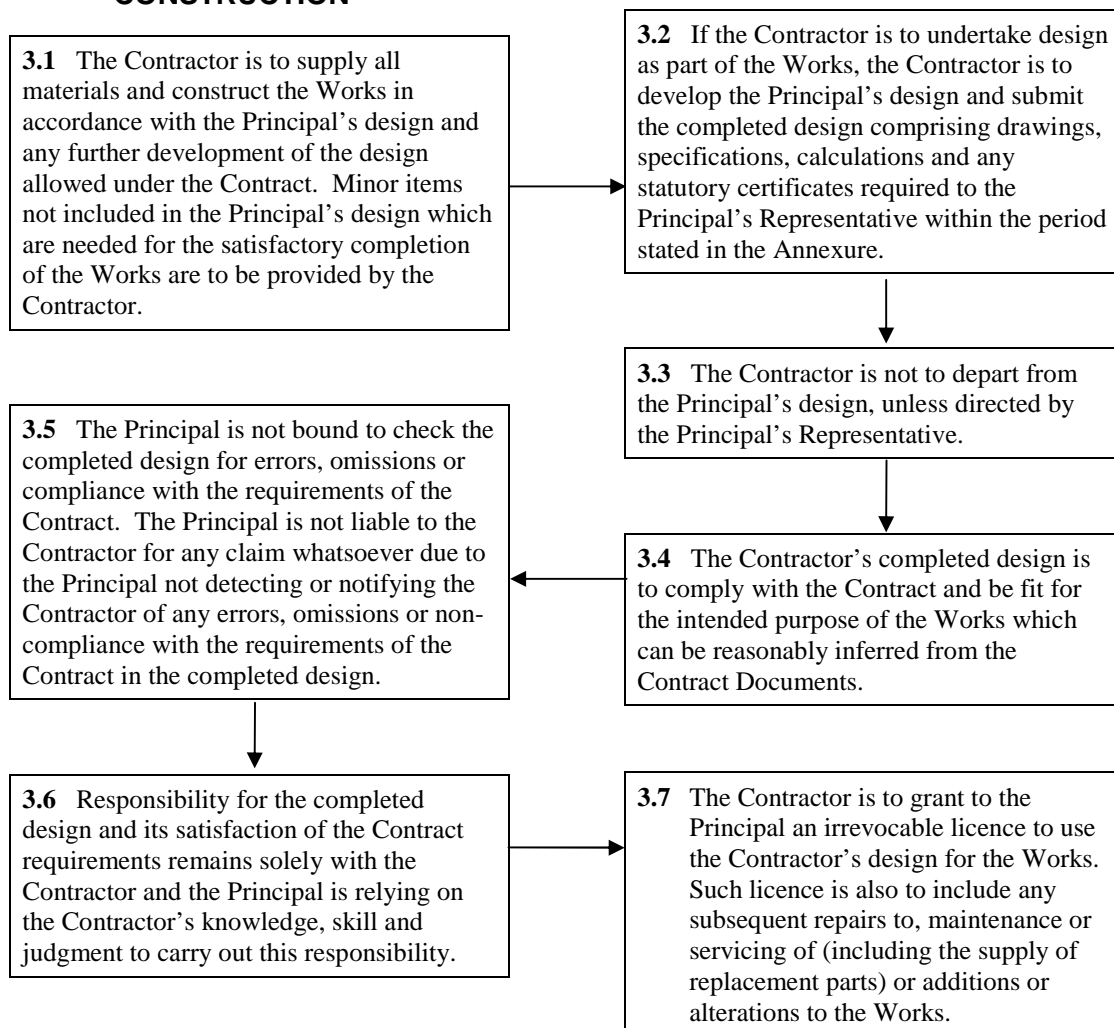 CONSTRUCTION
3.1 The Contractor is to supply all
materials and construct the Works in
accordance with the Principal’s design and
any further development of the design
allowed under the Contract. Minor items
not included in the Principal’s design which
are needed for the satisfactory completion
of the Works are to be provided by the
Contractor.
3.2 If the Contractor is to undertake design
as part of the Works, the Contractor is to
develop the Principal’s design and submit
the completed design comprising drawings,
specifications, calculations and any
statutory certificates required to the
Principal’s Representative within the period
stated in the Annexure.
3.3 The Contractor is not to depart from
the Principal’s design, unless directed by
the Principal’s Representative.
3.4 The Contractor’s completed design is
to comply with the Contract and be fit for
the intended purpose of the Works which
can be reasonably inferred from the
Contract Documents.
3.5 The Principal is not bound to check the
completed design for errors, omissions or
compliance with the requirements of the
Contract. The Principal is not liable to the
Contractor for any claim whatsoever due to
the Principal not detecting or notifying the
Contractor of any errors, omissions or non-
compliance with the requirements of the
Contract in the completed design.
3.6 Responsibility for the completed
design and its satisfaction of the Contract
requirements remains solely with the
Contractor and the Principal is relying on
the Contractor’s knowledge, skill and
judgment to carry out this responsibility.
3.7 The Contractor is to grant to the
Principal an irrevocable licence to use
the Contractor’s design for the Works.
Such licence is also to include any
subsequent repairs to, maintenance or
servicing of (including the supply of
replacement parts) or additions or
alterations to the Works.